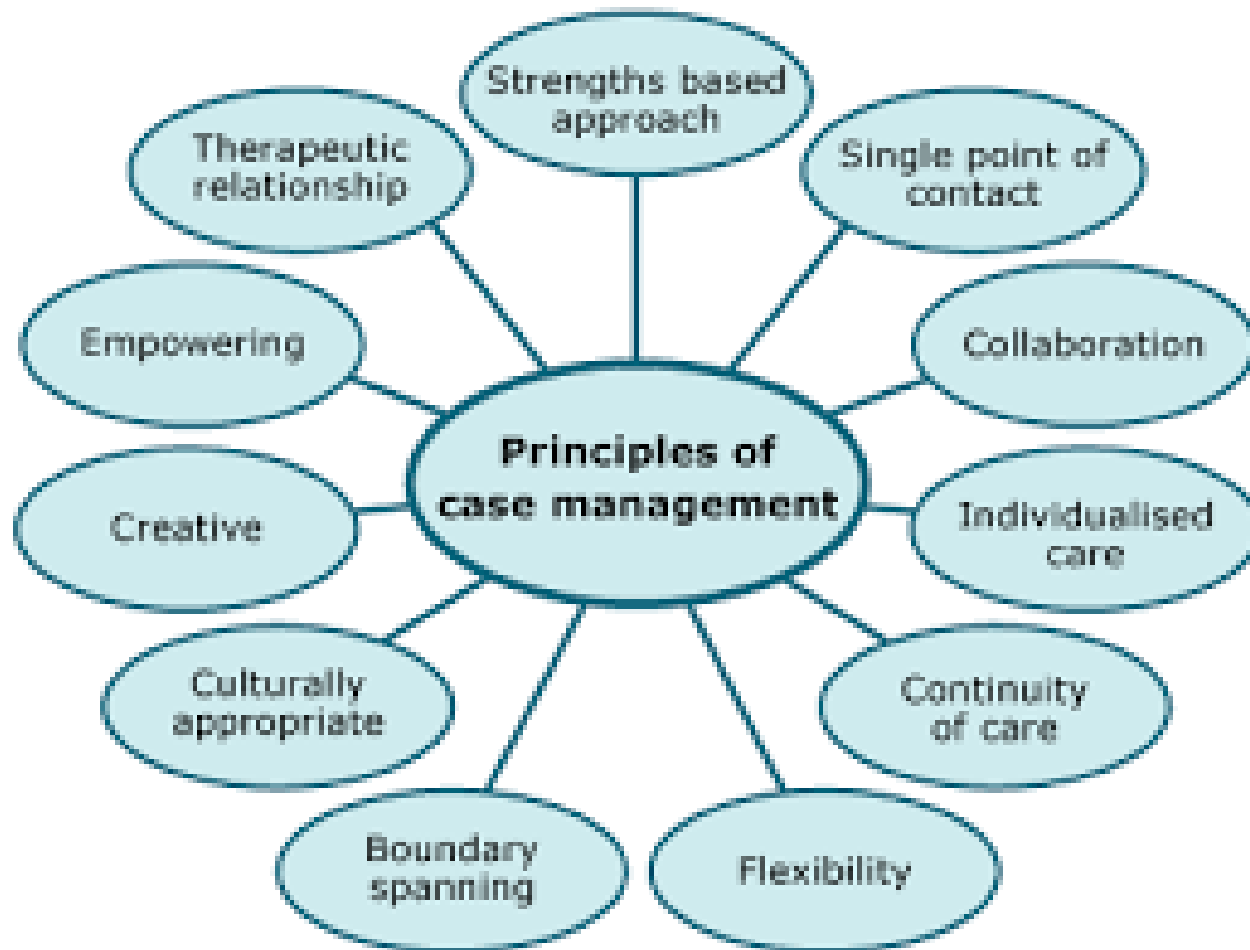 Strengths based
approach
Single point of
contact
Collaboration
Individualised
care
Continuity
of care
Flexibility
Boundary
spanning
Culturally
appropriate
Creative
Empowering
Therapeutic
relationship
Principles of
case management